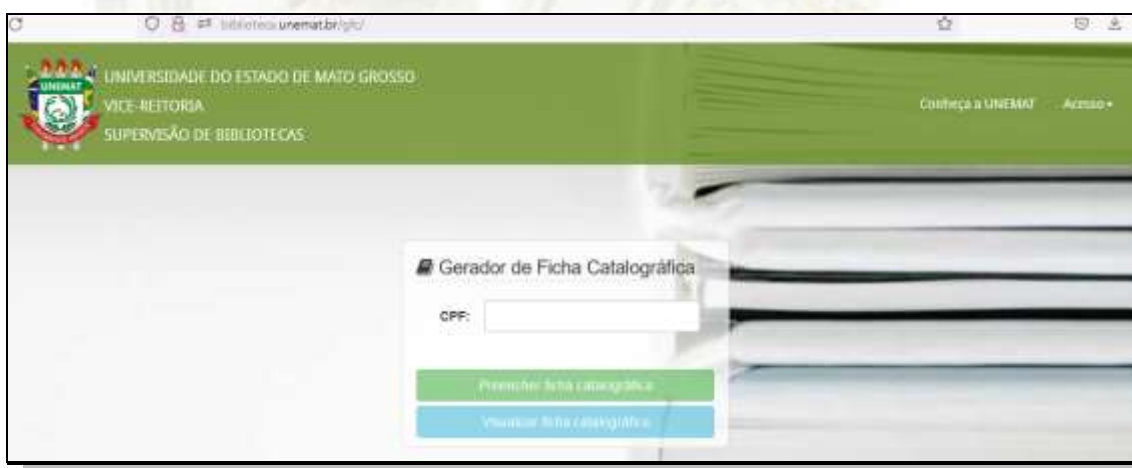 biblioteca.unemat.br/gfc/
UNEMAT
UNIVERSIDADE DO ESTADO DE MATO GROSSO
VICE-REITORIA
SUPERVISÃO DE BIBLIOTECAS
Conheça a UNEMAT Acesso
Gerador de Ficha Catalográfica
CPF:
Preencher ficha catalográfica
Visualizar ficha catalográfica